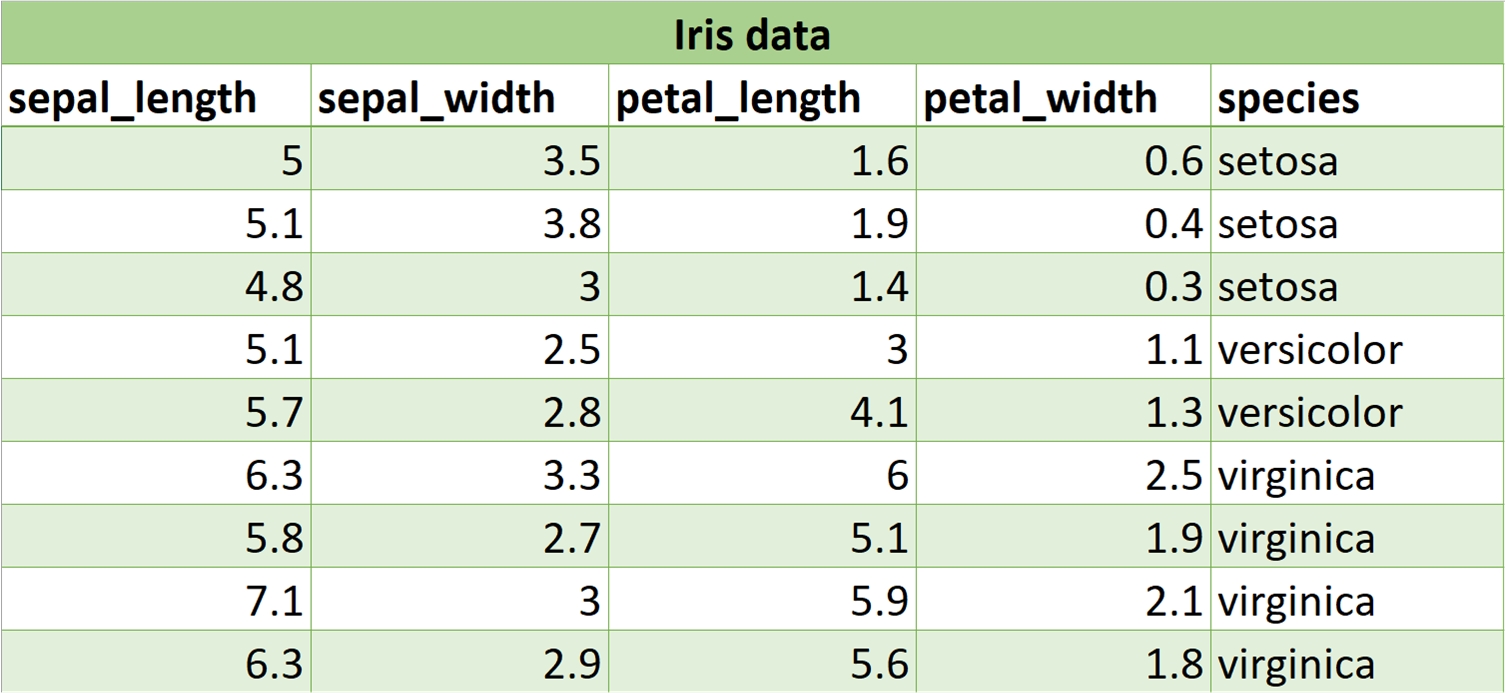 Iris data
sepal_length sepal_width petal_length petal_width species
5 3.5 1.6 0.6 setosa
5.1 3.8 1.9 0.4 setosa
4.8 3 1.4 0.3 setosa
5.1 2.5 3 1.1 versicolor
5.7 2.8 4.1 1.3 versicolor
6.3 3.3 6 2.5 virginica
5.8 2.7 5.1 1.9 virginica
7.1 3 5.9 2.1 virginica
6.3 2.9 5.6 1.8 virginica